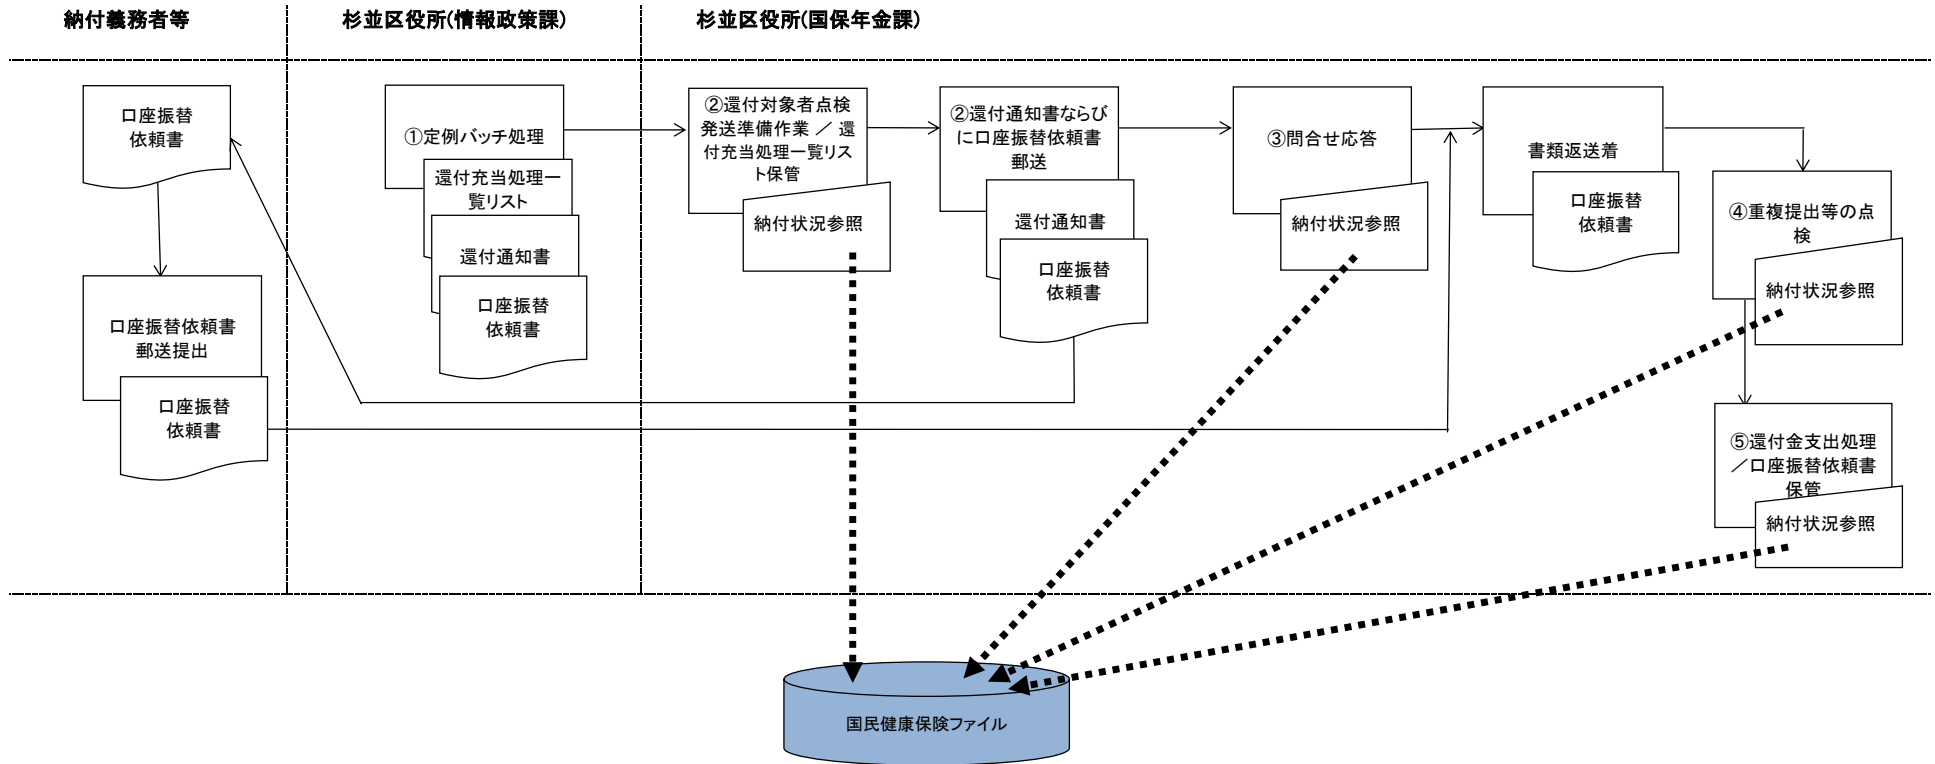 納付義務者等
杉並区役所(情報政策課)
杉並区役所(国保年金課)
口座振替
依頼書
口座振替依頼書
郵送提出
口座振替
依頼書
①定例バッチ処理
還付充当処理一
覧リスト
還付通知書
口座振替
依頼書
②還付対象者点検
発送準備作業 ／ 還
付充当処理一覧リス
ト保管
納付状況参照
②還付通知書ならび
に口座振替依頼書
郵送
還付通知書
口座振替
依頼書
③問合せ応答
納付状況参照
書類返送着
口座振替
依頼書
④重複提出等の点
検
納付状況参照
⑤還付金支出処理
／口座振替依頼書
保管
納付状況参照
国民健康保険ファイル